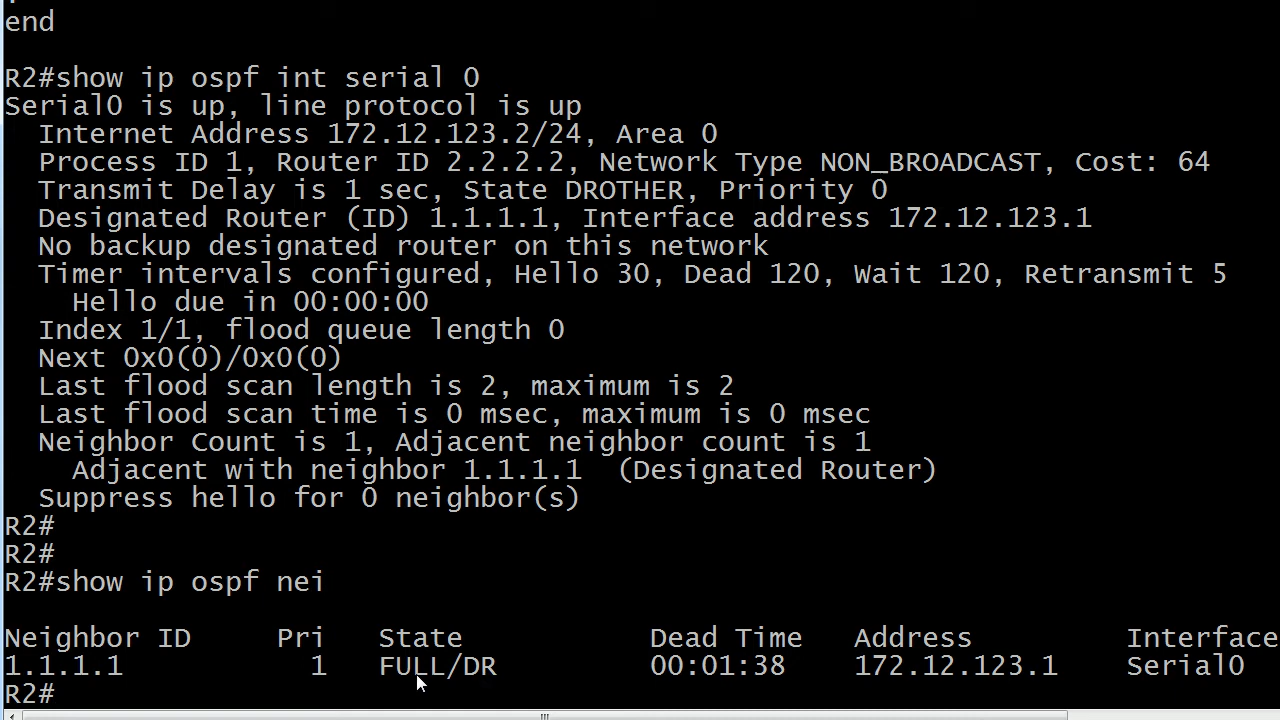 end
R2#show ip ospf int serial 0
Serial0 is up, line protocol is up
Internet Address 172.12.123.2/24, Area 0
Process ID 1, Router ID 2.2.2.2, Network Type NON_BROADCAST, Cost: 64
Transmit Delay is 1 sec, State DROTHER, Priority 0
Designated Router (ID) 1.1.1.1, Interface address 172.12.123.1
No backup designated router on this network
Timer intervals configured, Hello 30, Dead 120, Wait 120, Retransmit 5
Hello due in 00:00:00
Index 1/1, flood queue length 0
Next 0x0(0)/0x0(0)
Last flood scan length is 2, maximum is 2
Last flood scan time is 0 msec, maximum is 0 msec
Neighbor Count is 1, Adjacent neighbor count is 1
Adjacent with neighbor 1.1.1.1  (Designated Router)
Suppress hello for 0 neighbor(s)
R2#
R2#
R2#show ip ospf nei
Neighbor ID     Pri   State           Dead Time   Address         Interface
1.1.1.1           1   FULL/DR         00:01:38    172.12.123.1    Serial0
R2#